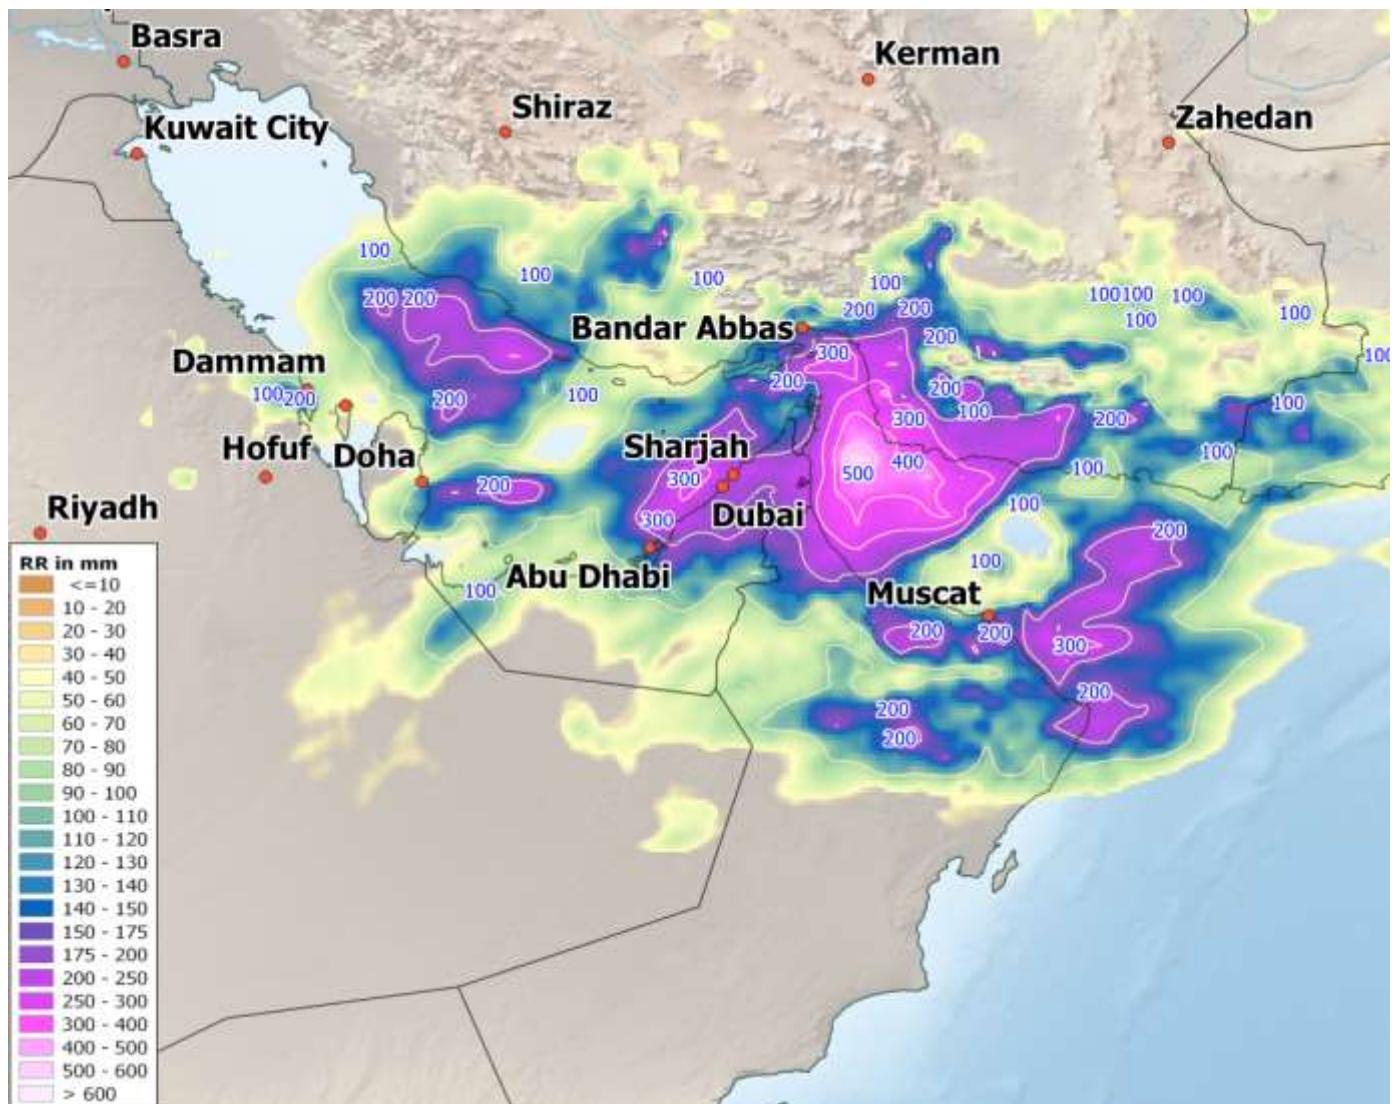 Basra
Kerman
Shiraz
Zahedan
Kuwait City
100
100
100
100
200 200
200
200
100100
100
100
100
200
Bandar Abbas
300
100
Dammam
100200
200
100
200
200
100
300
200
100
Hofuf
Doha
Sharjah
500
400
100
100
300
200
Riyadh
300
Dubai
100
200
RR in mm
<=10
10 - 20
20 - 30
30 - 40
40 - 50
50 - 60
60 - 70
70 - 80
80 - 90
90 - 100
100 - 110
110 - 120
120 - 130
130 - 140
140 - 150
150 - 175
175 - 200
200 - 250
250 - 300
300 - 400
400 - 500
500 - 600
> 600
100
Abu Dhabi
100
Muscat
200
200
300
200
200
200